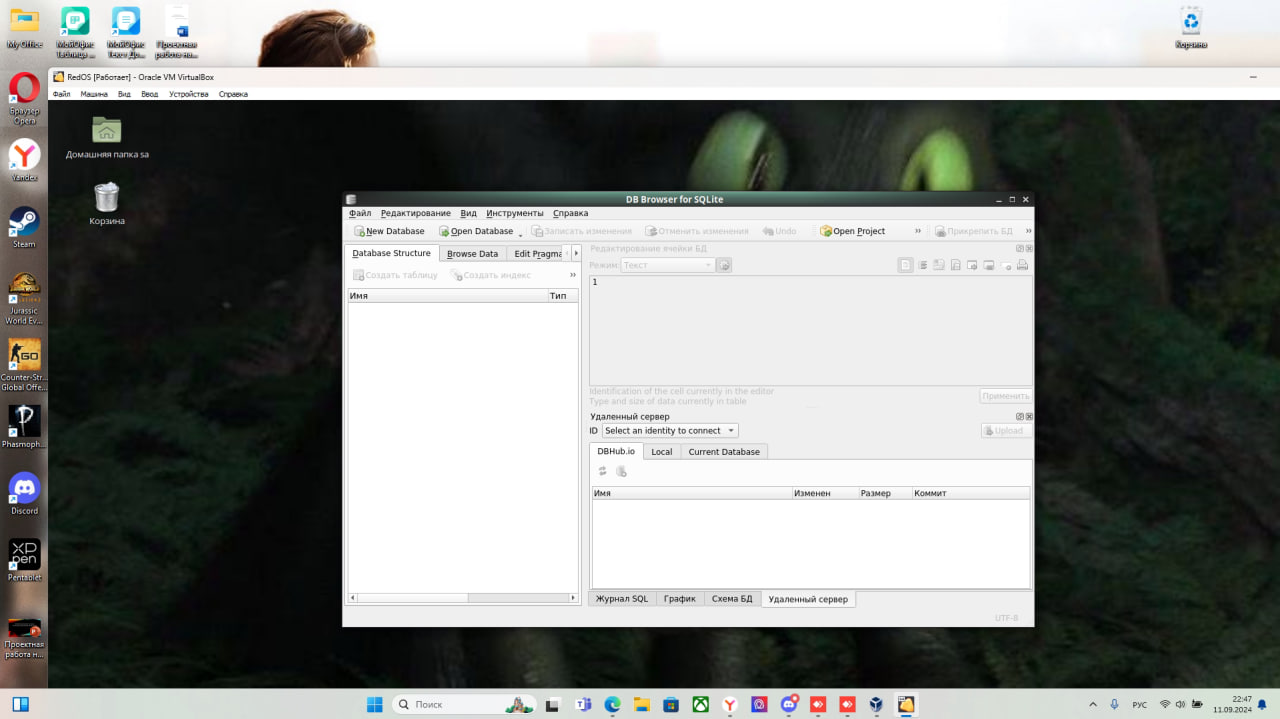 My Office
МойОфис Таблица ...
МойОфис Текст До...
Проектная работа на...
Корзина
RedOS [Работает] - Oracle VM VirtualBox
Файл Машина Вид Ввод Устройства Справка
Браузер Opera
Yandex
Steam
Jurassic World Ev...
Counter-Str... Global Offe...
Phasmoph...
Discord
XP pen
Pentablet
Проектная работа н...
Домашняя папка sa
Корзина
DB Browser for SQLite
Файл Редактирование Вид Инструменты Справка
New Database Open Database Записать изменения Отменить изменения Undo Open Project » Прикрепить БД »
Database Structure Browse Data Edit Pragma
Создать таблицу Создать индекс »
Имя Тип
Редактирование ячейки БД
Режим: Текст
1
Identification of the cell currently in the editor
Type and size of data currently in table
Применить
Удаленный сервер
ID Select an identity to connect Upload
DBHub.io Local Current Database
Имя Изменен Размер Коммит
Журнал SQL График Схема БД Удаленный сервер
UTF-8
Поиск
РУС
22:47
11.09.2024